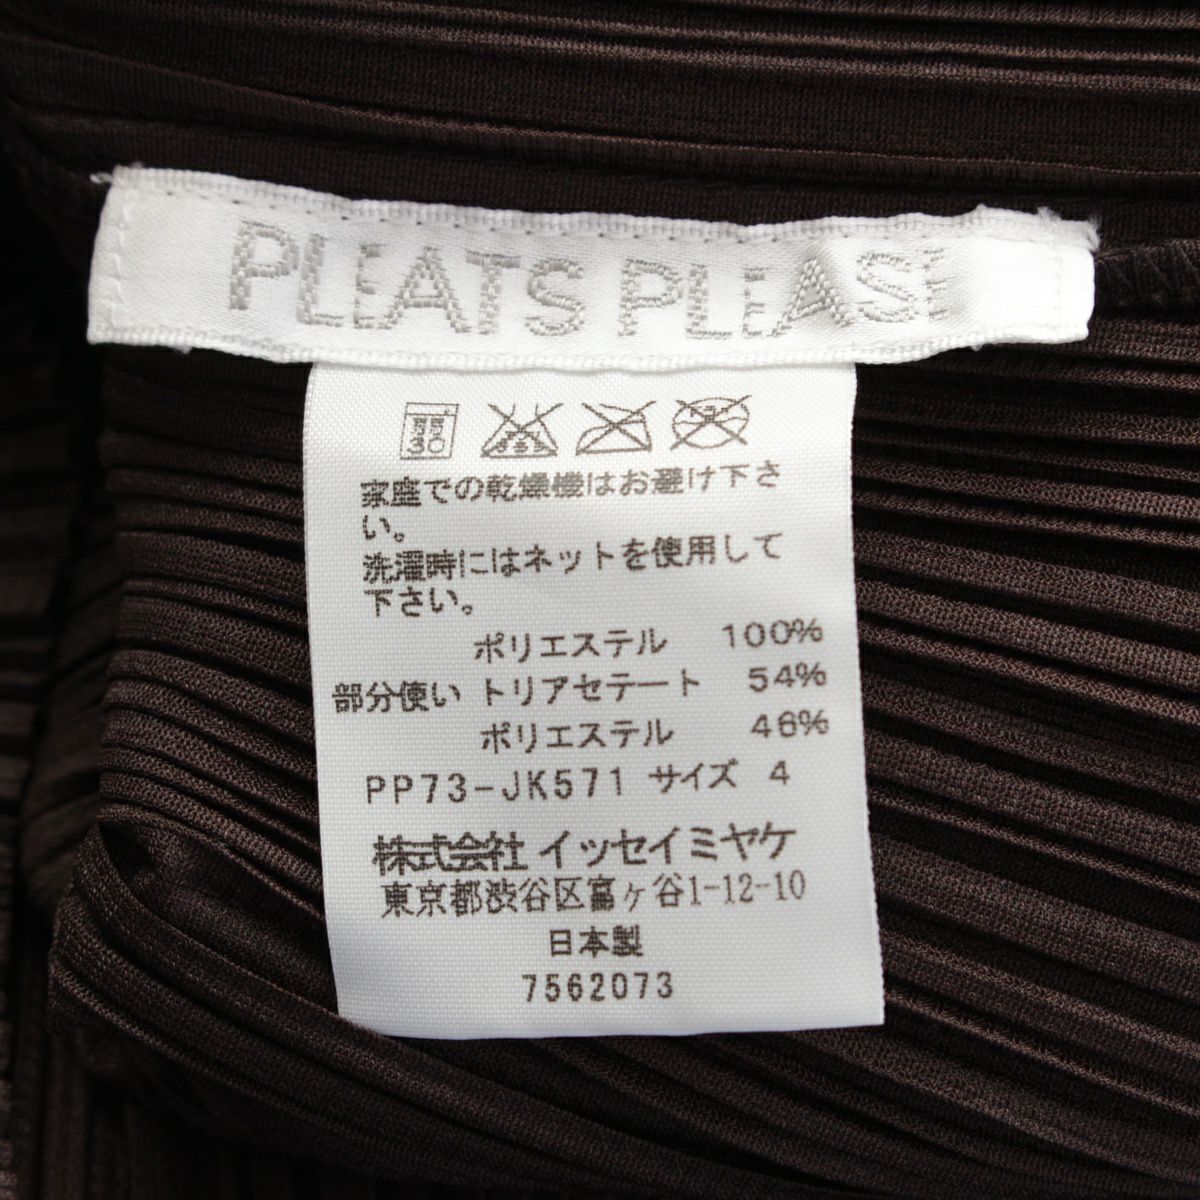 PLEATS PLEASE
弱 30
家庭での乾燥機はお避け下さ
い。
洗濯時にはネットを使用して
下さい。
ポリエステル 100%
部分使い トリアセテート 54%
ポリエステル 46%
PP73-JK571 サイズ 4
株式会社 イッセイミヤケ
東京都渋谷区富ヶ谷1-12-10
日本製
7562073